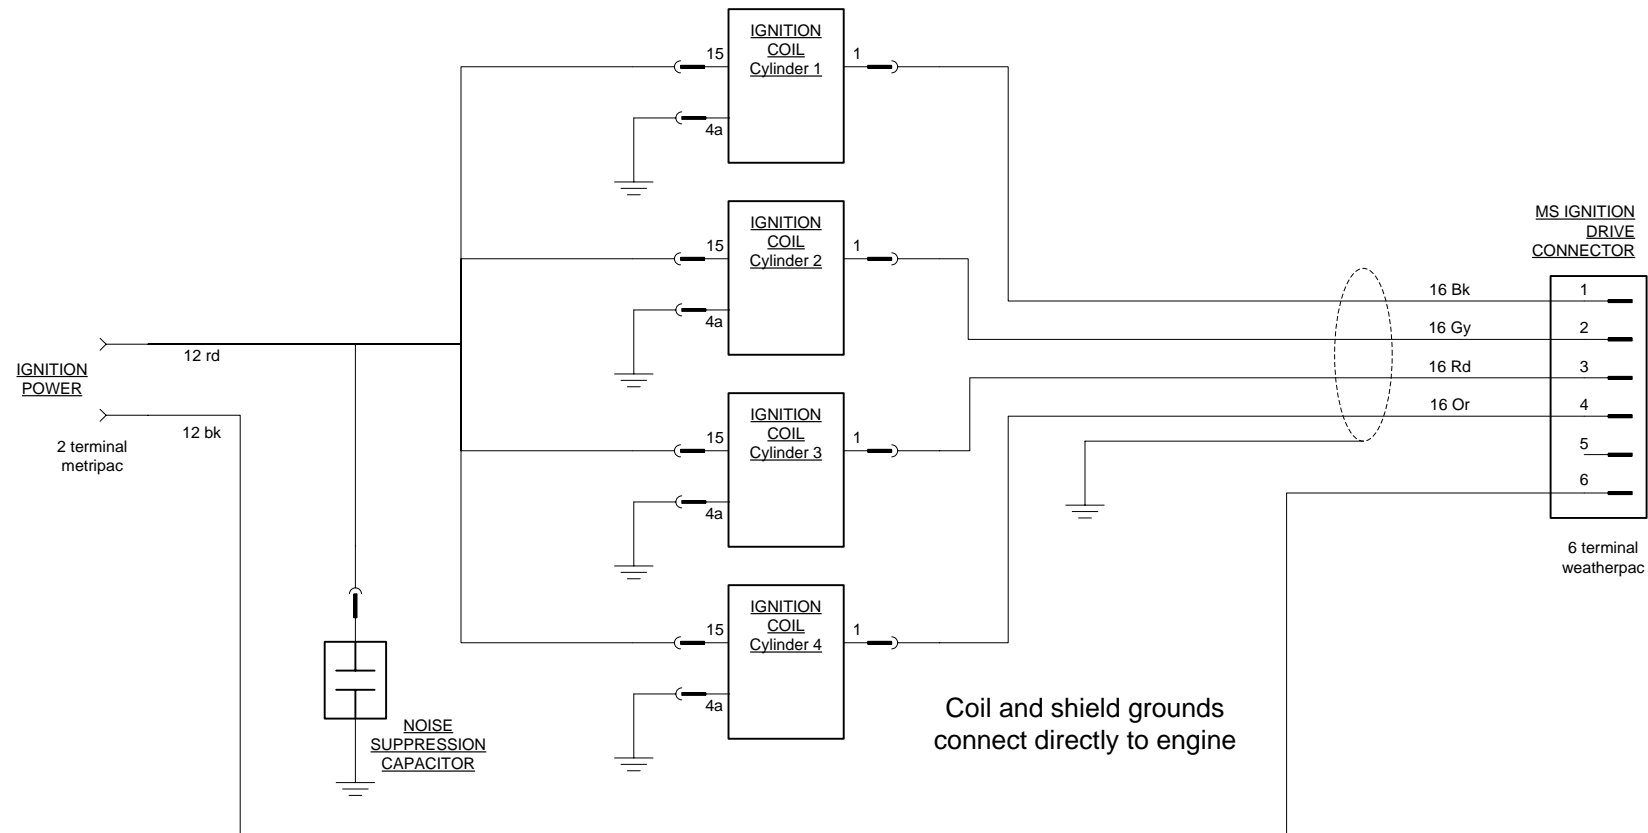 IGNITION
COIL
Cylinder 1
15
1
4a
IGNITION
COIL
Cylinder 2
15
1
4a
MS IGNITION
DRIVE
CONNECTOR
16 Bk
1
16 Gy
2
16 Rd
3
16 Or
4
5
6
6 terminal
weatherpac
IGNITION
POWER
12 rd
12 bk
2 terminal
metripac
IGNITION
COIL
Cylinder 3
15
1
4a
IGNITION
COIL
Cylinder 4
15
1
4a
NOISE
SUPPRESSION
CAPACITOR
Coil and shield grounds
connect directly to engine